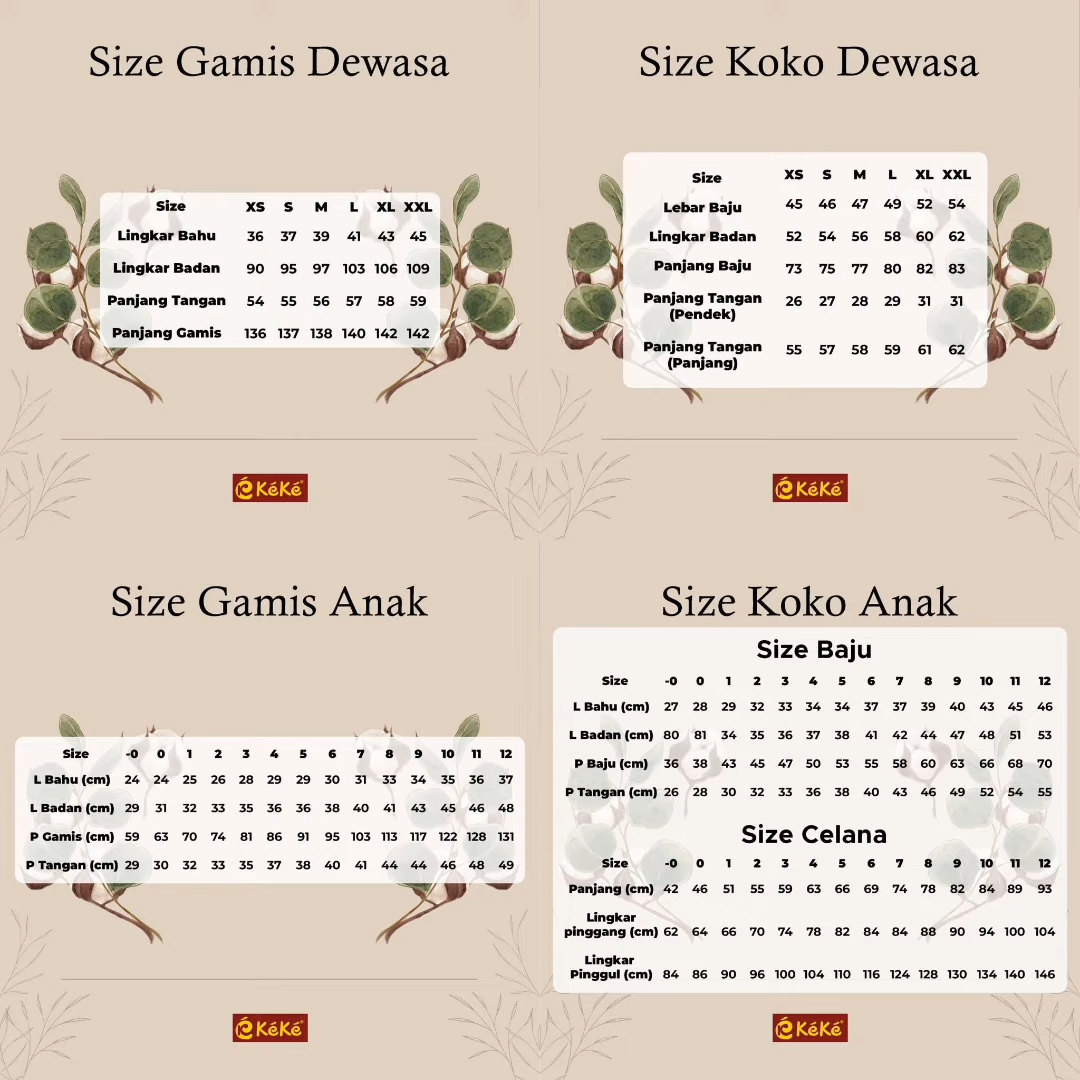 Size Gamis Dewasa
Size XS S M L XL XXL
Lingkar Bahu 36 37 39 41 43 45
Lingkar Badan 90 95 97 103 106 109
Panjang Tangan 54 55 56 57 58 59
Panjang Gamis 136 137 138 140 142 142
KéKé
Size Koko Dewasa
Size XS S M L XL XXL
Lebar Baju 45 46 47 49 52 54
Lingkar Badan 52 54 56 58 60 62
Panjang Baju 73 75 77 80 82 83
Panjang Tangan 26 27 28 29 31 31
(Pendek)
Panjang Tangan 55 57 58 59 61 62
(Panjang)
KéKé
Size Gamis Anak
Size -0 0 1 2 3 4 5 6 7 8 9 10 11 12
L Bahu (cm) 24 24 25 26 28 29 29 30 31 33 34 35 36 37
L Badan (cm) 29 31 32 33 35 36 36 38 40 41 43 45 46 48
P Gamis (cm) 59 63 70 74 81 86 91 95 103 113 117 122 128 131
P Tangan (cm) 29 30 32 33 35 37 38 40 41 44 44 46 48 49
KéKé
Size Koko Anak
Size Baju
Size -0 0 1 2 3 4 5 6 7 8 9 10 11 12
L Bahu (cm) 27 28 29 32 33 34 34 37 37 39 40 43 45 46
L Badan (cm) 80 81 34 35 36 37 38 41 42 44 47 48 51 53
P Baju (cm) 36 38 43 45 47 50 53 55 58 60 63 66 68 70
P Tangan (cm) 26 28 30 32 33 36 38 40 43 46 49 52 54 55
Size Celana
Size -0 0 1 2 3 4 5 6 7 8 9 10 11 12
Panjang (cm) 42 46 51 55 59 63 66 69 74 78 82 84 89 93
Lingkar
pinggang (cm) 62 64 66 70 74 78 82 84 84 88 90 94 100 104
Lingkar
Pinggul (cm) 84 86 90 96 100 104 110 116 124 128 130 134 140 146
KéKé